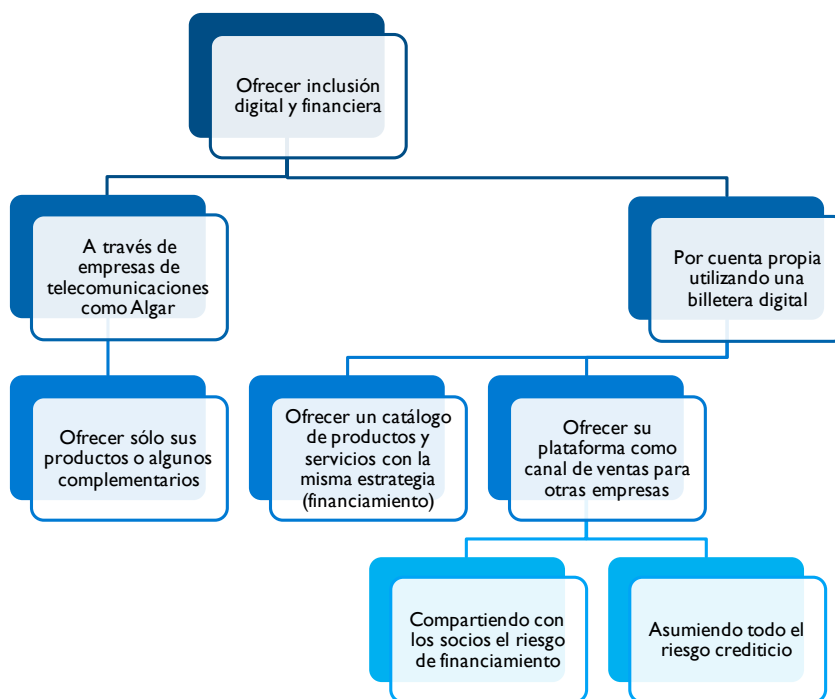 Ofrecer inclusión
digital y financiera
A través de
empresas de
telecomunicaciones
como Algar
Por cuenta propia
utilizando una
billetera digital
Ofrecer sólo sus
productos o algunos
complementarios
Ofrecer un catálogo
de productos y
servicios con la
misma estrategia
(financiamiento)
Ofrecer su
plataforma como
canal de ventas para
otras empresas
Compartiendo con
los socios el riesgo
de financiamiento
Asumiendo todo el
riesgo crediticio